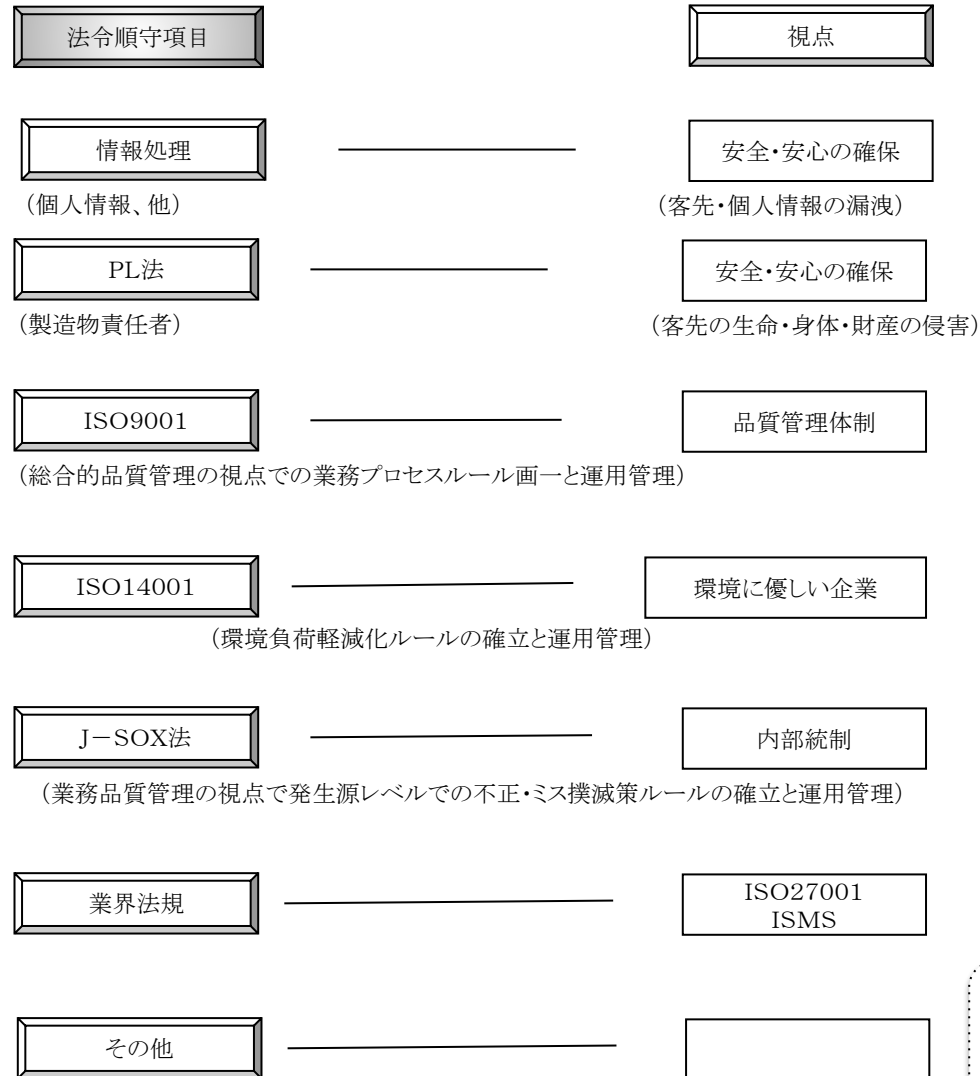 法令順守項目
視点
情報処理
安全・安心の確保
（個人情報、他）
（客先・個人情報の漏洩）
PL法
安全・安心の確保
（製造物責任者）
（客先の生命・身体・財産の侵害）
ISO9001
品質管理体制
（総合的品質管理の視点での業務プロセスルール画一と運用管理）
ISO14001
環境に優しい企業
（環境負荷軽減化ルールの確立と運用管理）
J－SOX法
内部統制
（業務品質管理の視点で発生源レベルでの不正・ミス撲滅策ルールの確立と運用管理）
業界法規
ISO27001
ISMS
その他